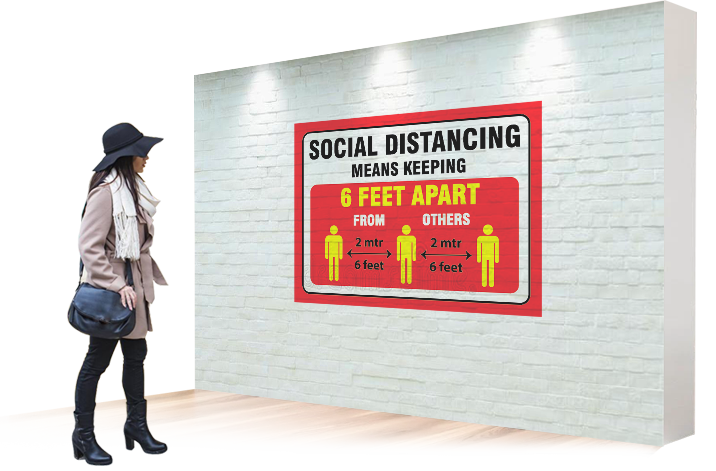 SOCIAL DISTANCING
MEANS KEEPING
6 FEET APART
FROM OTHERS
2 mtr 2 mtr
6 feet 6 feet